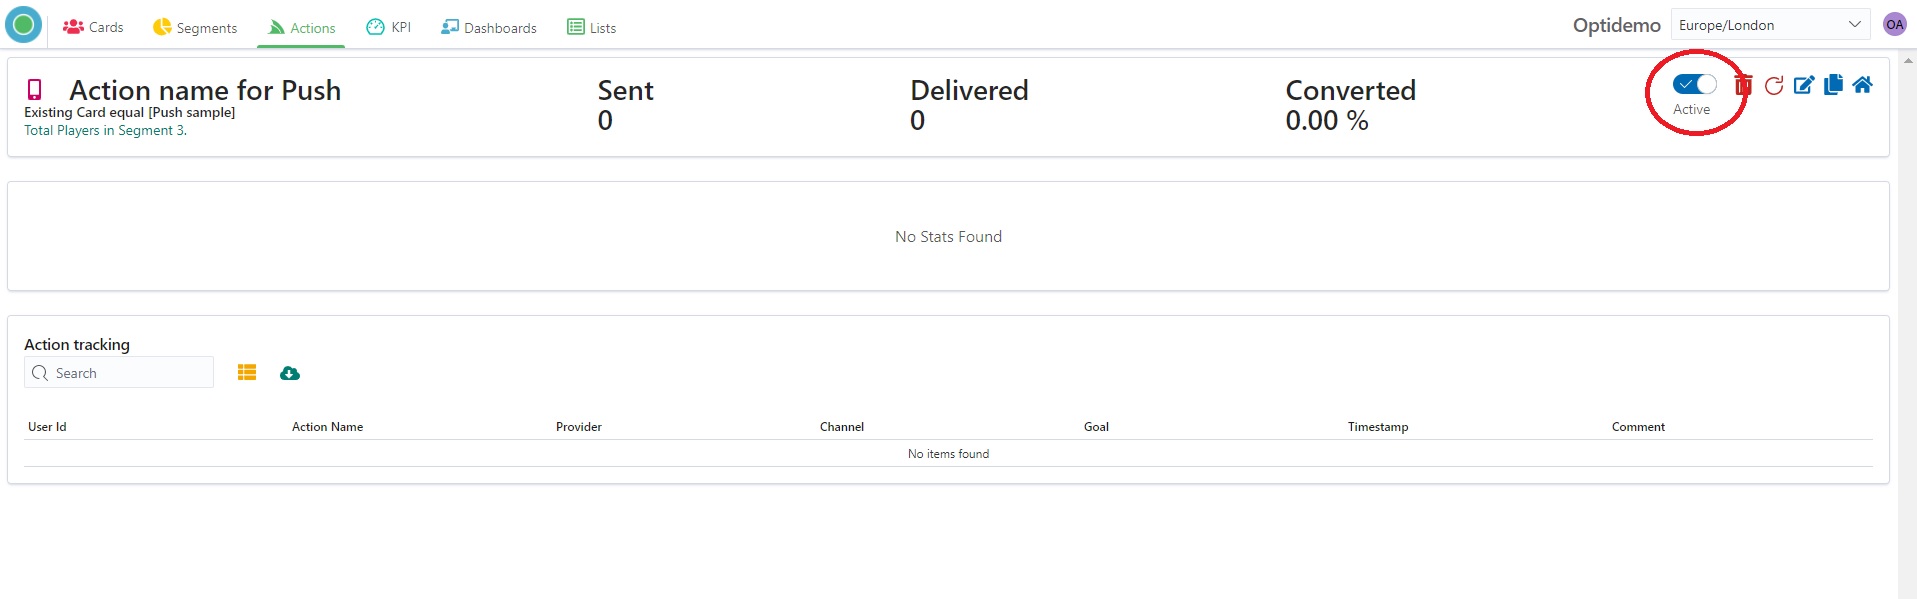 Cards Segments Actions KPI Dashboards Lists Optidemo Europe/London OA
Action name for Push Sent Delivered Converted
Existing Card equal [Push sample] 0 0 0.00 % Active
Total Players in Segment 3.
No Stats Found
Action tracking
Search
User Id Action Name Provider Channel Goal Timestamp Comment
No items found